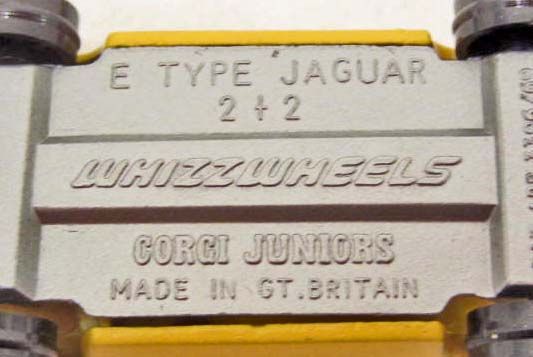 E TYPE JAGUAR
2 + 2
WHIZZWHEELS
CORGI JUNIORS
MADE IN GT.BRITAIN